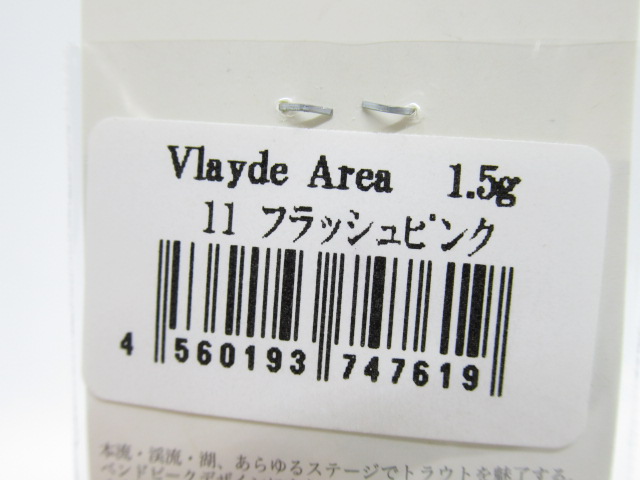 Vlayde Area 1.5g
11 フラッシュピンク
4 560193 747619
本流・渓流・湖、あらゆるステージでトラウトを魅了する。